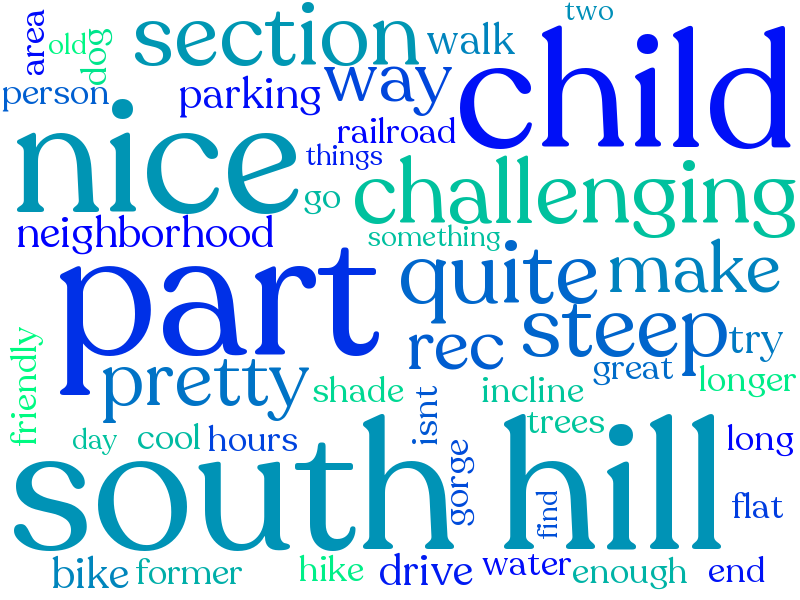 two
area
old
dog
section
walk
child
person
parking
way
railroad
nice
things
go
challenging
neighborhood
something
part
quite
make
rec
steep
try
friendly
pretty
shade
isnt
incline
great
longer
day
cool
hours
trees
long
south hill
gorge
find
flat
bike
former
hike
drive
water
enough
end